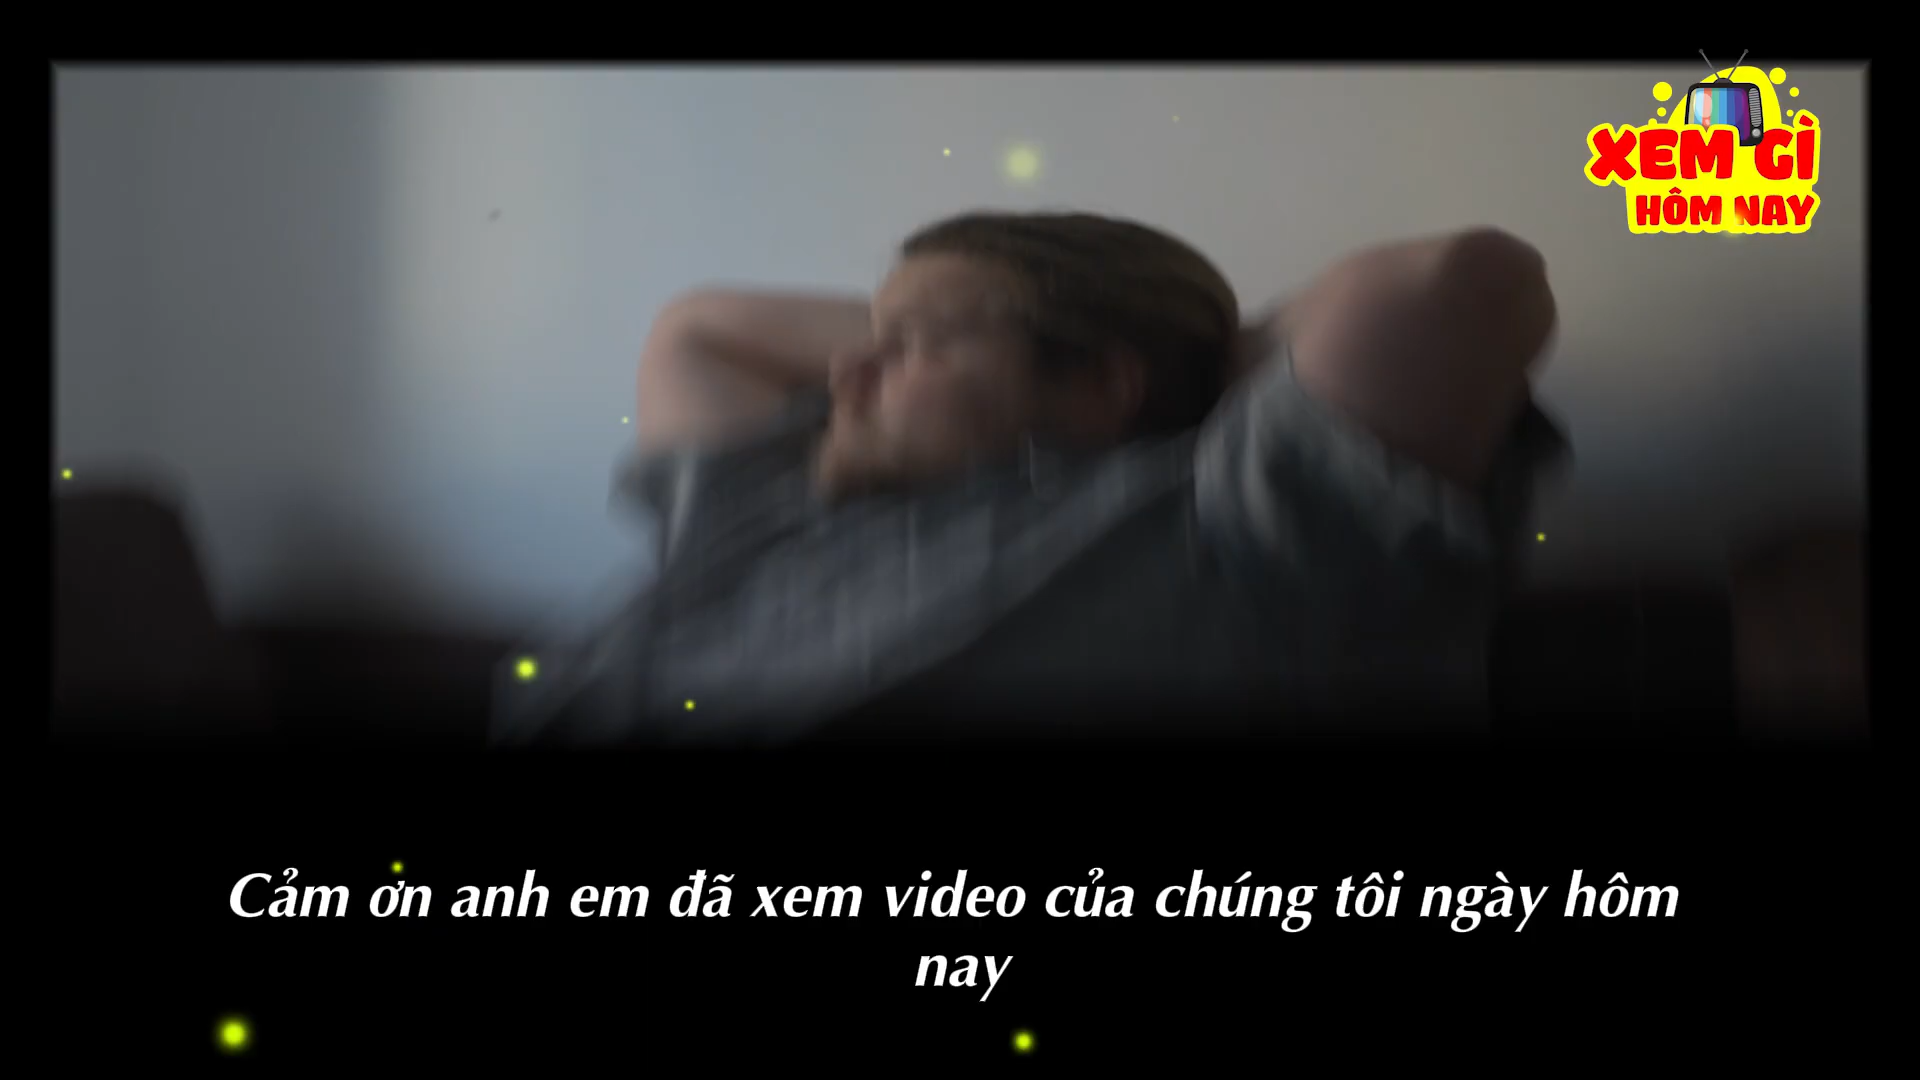 XEM GÌ
HÔM NAY
Cảm ơn anh em đã xem video của chúng tôi ngày hôm
nay